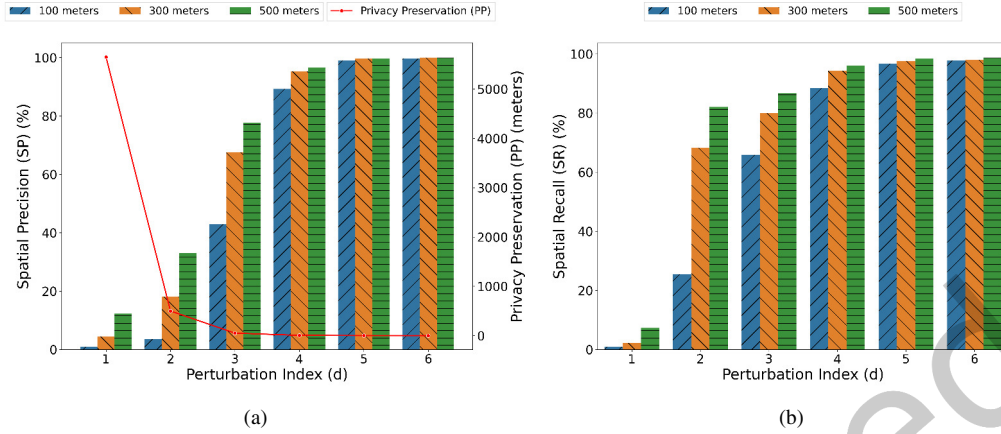 100 meters 300 meters 500 meters Privacy Preservation (PP)
100
80
60
40
20
0
Spatial Precision (SP) (%)
5000
4000
3000
2000
1000
0
Privacy Preservation (PP) (meters)
1 2 3 4 5 6
Perturbation Index (d)
(a)
100 meters 300 meters 500 meters
100
80
60
40
20
0
Spatial Recall (SR) (%)
1 2 3 4 5 6
Perturbation Index (d)
(b)
ed